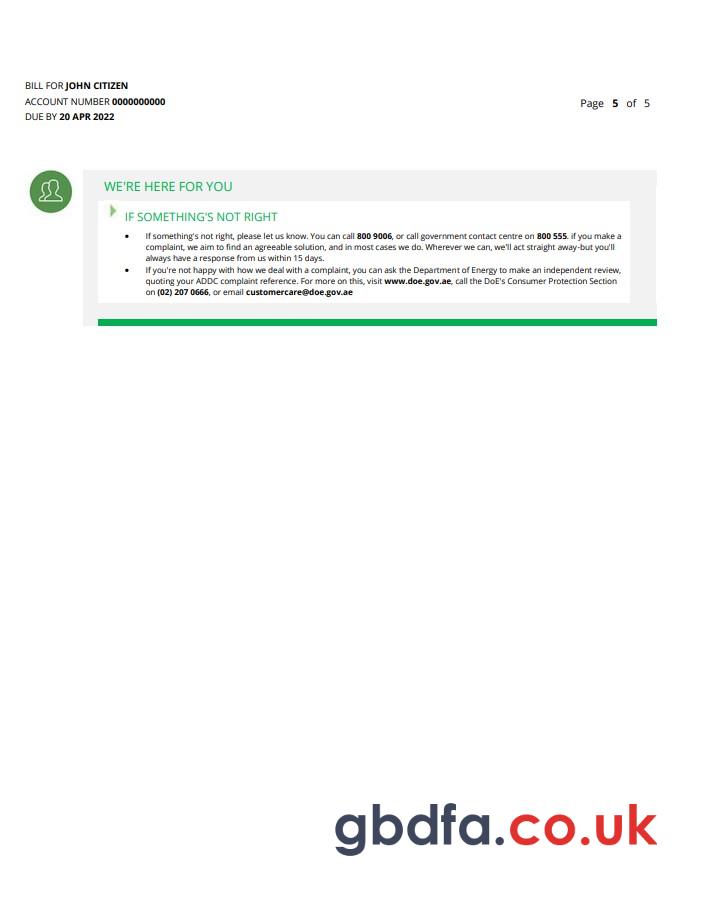 BILL FOR JOHN CITIZEN
ACCOUNT NUMBER 0000000000
DUE BY 20 APR 2022
Page 5 of 5
WE'RE HERE FOR YOU
IF SOMETHING'S NOT RIGHT
• If something's not right, please let us know. You can call 800 9006, or call government contact centre on 800 555. if you make a
complaint, we aim to find an agreeable solution, and in most cases we do. Wherever we can, we'll act straight away-but you'll
always have a response from us within 15 days.
• If you're not happy with how we deal with a complaint, you can ask the Department of Energy to make an independent review,
quoting your ADDC complaint reference. For more on this, visit www.doe.gov.ae, call the DoE's Consumer Protection Section
on (02) 207 0666, or email customercare@doe.gov.ae
gbdfa.co.uk